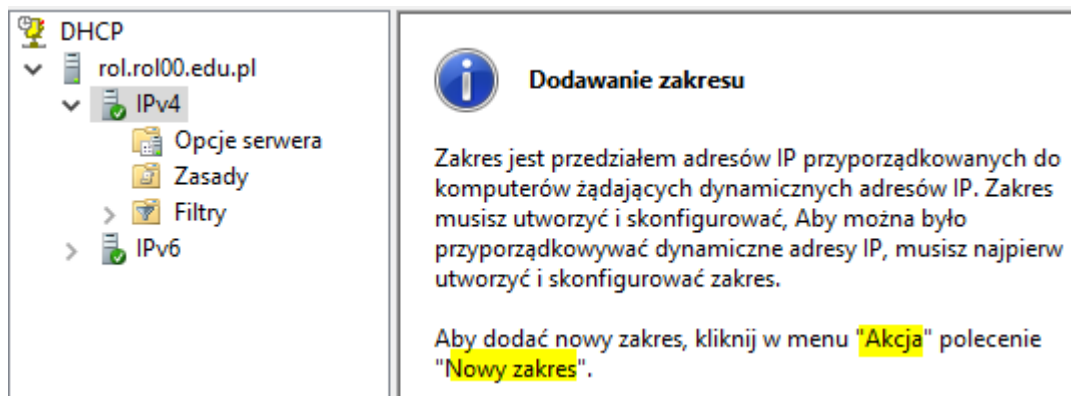 DHCP
rol.rol00.edu.pl
IPv4
Opcje serwera
Zasady
Filtry
IPv6
Dodawanie zakresu
Zakres jest przedziałem adresów IP przyporządkowanych do
komputerów żądających dynamicznych adresów IP. Zakres
musisz utworzyć i skonfigurować, Aby można było
przyporządkowywać dynamiczne adresy IP, musisz najpierw
utworzyć i skonfigurować zakres.
Aby dodać nowy zakres, kliknij w menu "Akcja" polecenie
"Nowy zakres".